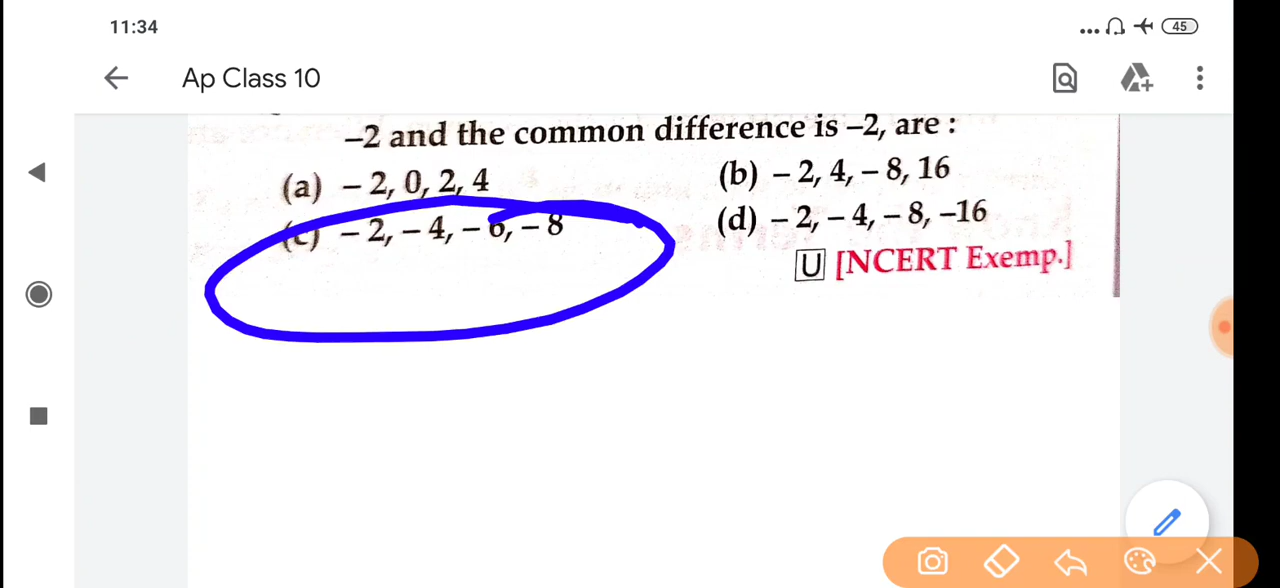 11:34
45
Ap Class 10
–2 and the common difference is –2, are :
(a) – 2, 0, 2, 4
(b) – 2, 4, – 8, 16
(c) – 2, – 4, – 6, – 8
(d) – 2, – 4, – 8, –16
U [NCERT Exemp.]